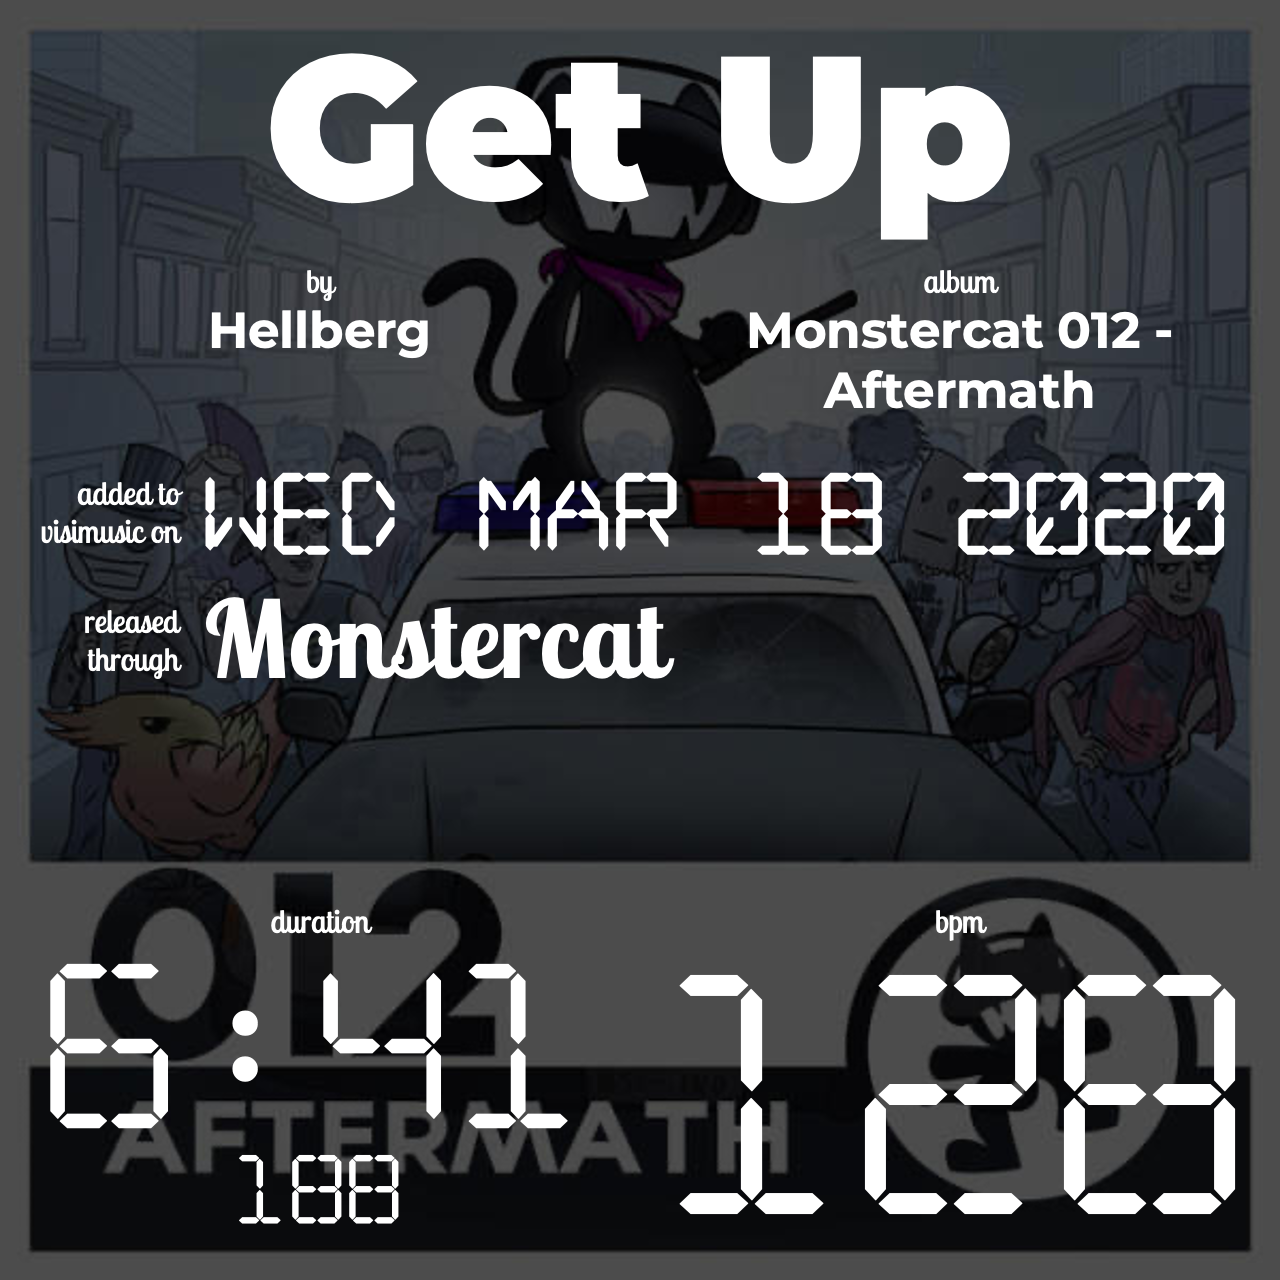 Get Up
by
Hellberg
album
Monstercat 012 -
Aftermath
added to
visimusic on
WED MAR 18 2020
released
through
Monstercat
012
duration
bpm
6:41
128
AFTERMATH
188